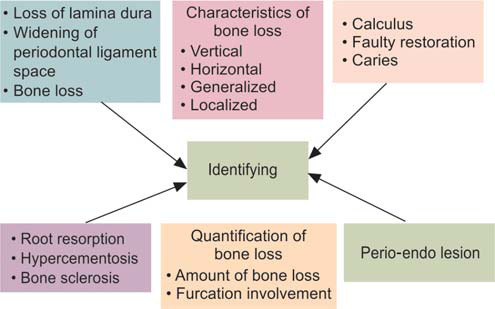 • Loss of lamina dura
• Widening of
periodontal ligament
space
• Bone loss
Characteristics of
bone loss
• Vertical
• Horizontal
• Generalized
• Localized
• Calculus
• Faulty restoration
• Caries
Identifying
• Root resorption
• Hypercementosis
• Bone sclerosis
Quantification of
bone loss
• Amount of bone loss
• Furcation involvement
Perio-endo lesion